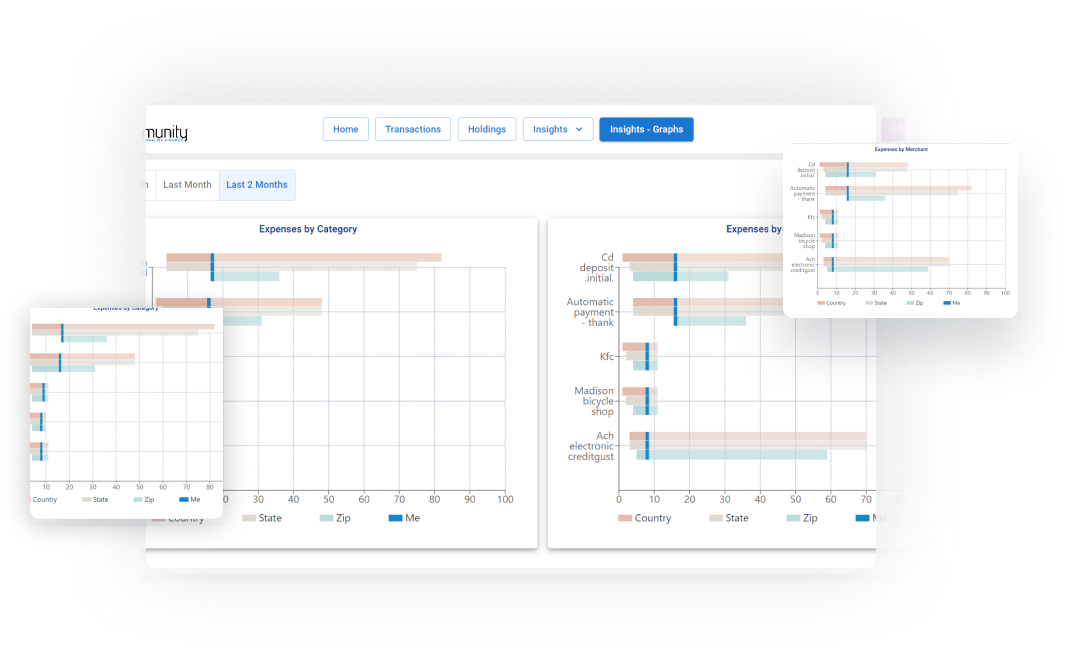 munity
Home
Transactions
Holdings
Insights
Insights - Graphs
LO
Last Month
Last 2 Months
Expenses by Category
30
40
50
60
70
80
90
100
Country
State
Zip
Me
Expenses by
Cd
deposit
.initial.
Automatic
payment
- thank
Kfc
Madison
bicycle
shop
Ach
electronic
creditgust
0
10
20
30
40
50
60
70
Country
State
Zip
Me
Expenses by Merchant
Cd
deposit
.initial.
Automatic
payment
- thank
Kfc
Madison
bicycle
shop
Ach
electronic
creditgust
0
10
20
30
40
50
60
70
80
90
100
Country
State
Zip
Me
Expenses by Category
10
20
30
40
50
60
70
80
Country
State
Zip
Me